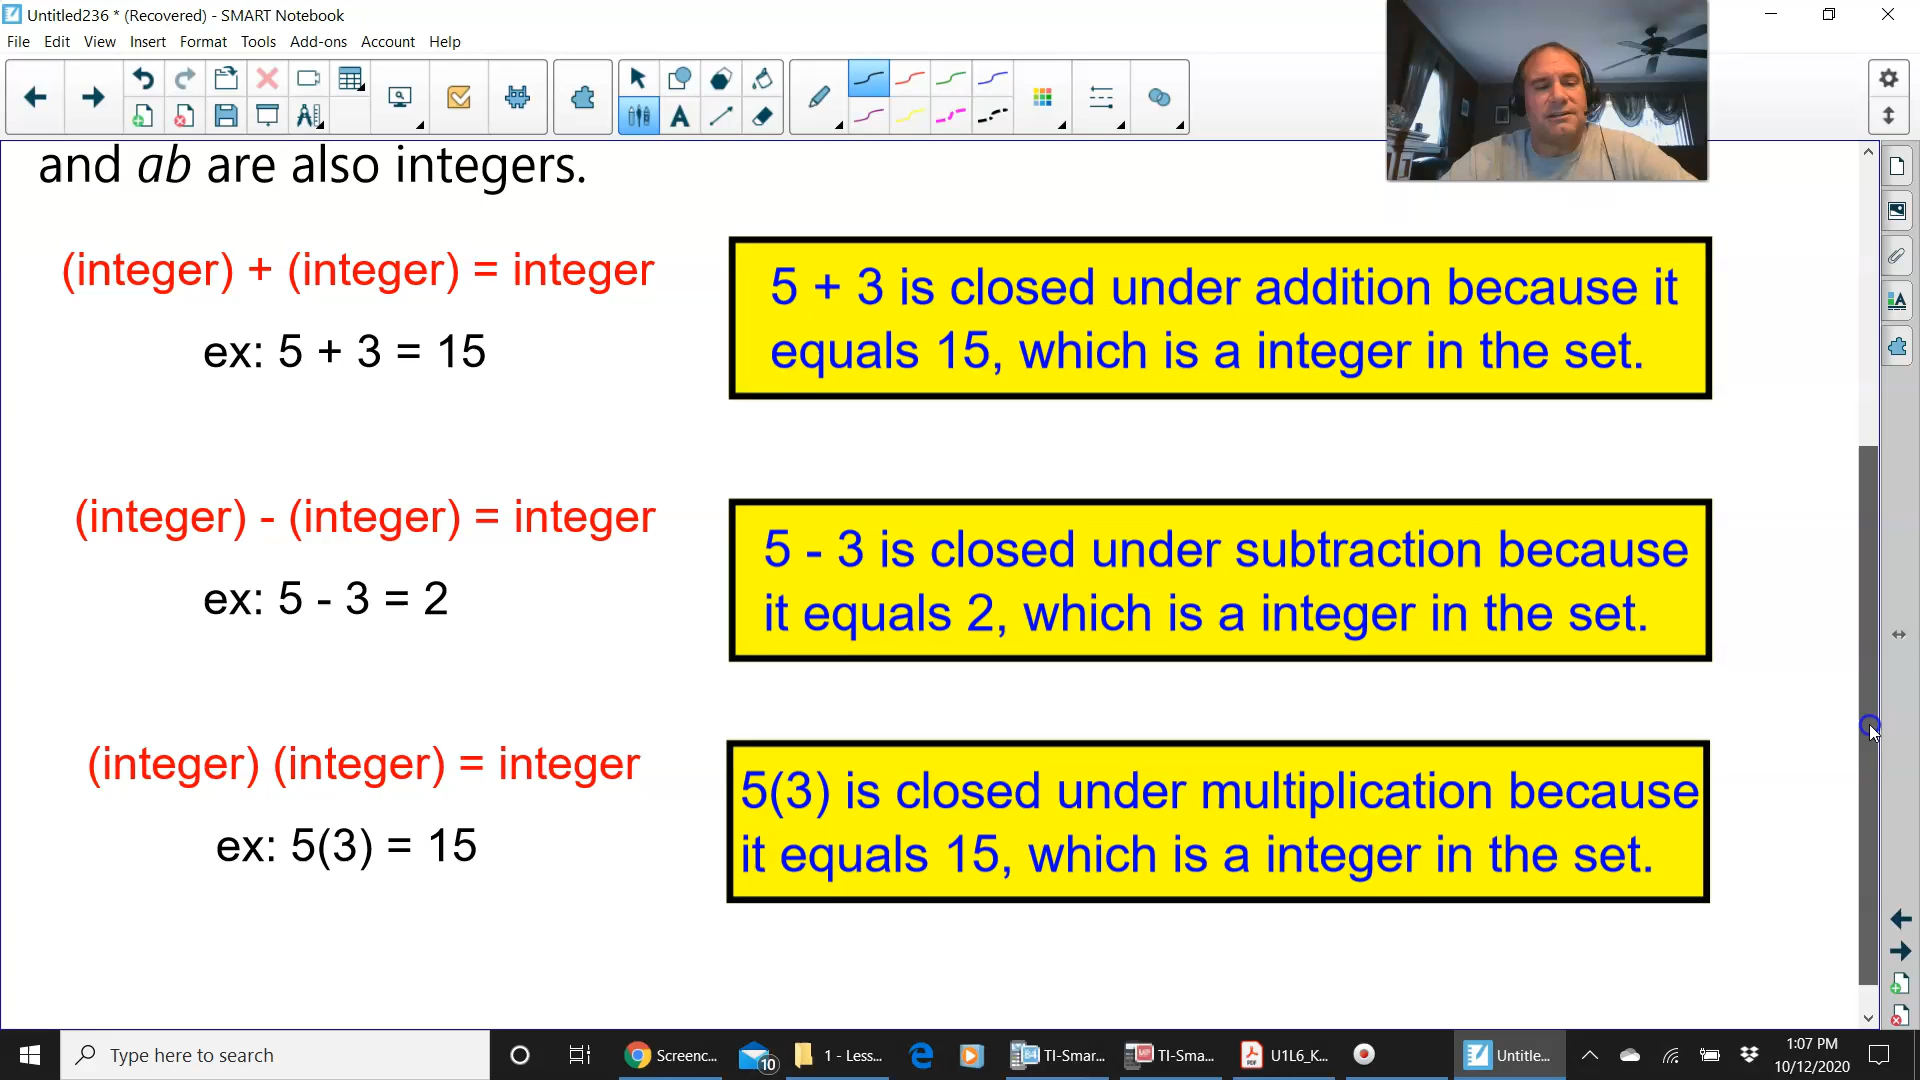 Untitled236 * (Recovered) - SMART Notebook
File Edit View Insert Format Tools Add-ons Account Help
and ab are also integers.
(integer) + (integer) = integer
ex: 5 + 3 = 15
5 + 3 is closed under addition because it
equals 15, which is a integer in the set.
(integer) - (integer) = integer
ex: 5 - 3 = 2
5 - 3 is closed under subtraction because
it equals 2, which is a integer in the set.
(integer) (integer) = integer
ex: 5(3) = 15
5(3) is closed under multiplication because
it equals 15, which is a integer in the set.
Type here to search
Screenc...
10
1 - Less...
TI-Smar...
TI-Sma...
U1L6_K...
Untitle...
1:07 PM
10/12/2020